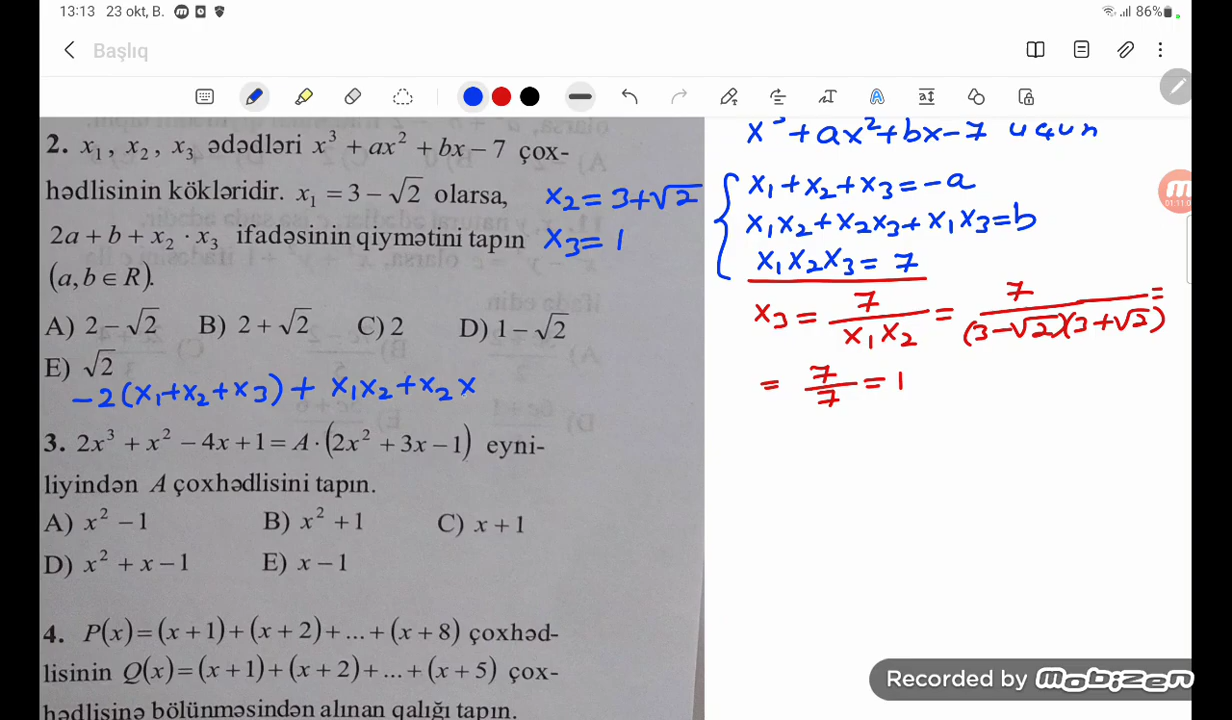 13:13 23 okt, B. 86%
Başlıq
2. x₁, x₂, x₃ ədədləri x³ + ax² + bx − 7 çox-
hədlisinin kökləridir. x₁ = 3 − √2 olarsa,
x₂ = 3 + √2
2a + b + x₂ · x₃ ifadəsinin qiymətini tapın
x₃ = 1
(a, b ∈ R).
A) 2 − √2 B) 2 + √2 C) 2 D) 1 − √2
E) √2
−2(x₁+x₂+x₃) + x₁x₂+x₂x
3. 2x³ + x² − 4x + 1 = A · (2x² + 3x − 1) eyni-
liyindən A çoxhədlisini tapın.
A) x² − 1 B) x² + 1 C) x + 1
D) x² + x − 1 E) x − 1
4. P(x) = (x + 1) + (x + 2) + ... + (x + 8) çoxhəd-
lisinin Q(x) = (x + 1) + (x + 2) + ... + (x + 5) çox-
hədlisinə bölünməsindən alınan qalığı tapın.
x³ + ax² + bx − 7 üçün
x₁ + x₂ + x₃ = −a
x₁x₂ + x₂x₃ + x₁x₃ = b
x₁x₂x₃ = 7
x₃ = 7/(x₁x₂) = 7/((3−√2)(3+√2)) =
= 7/7 = 1
Recorded by mobizen